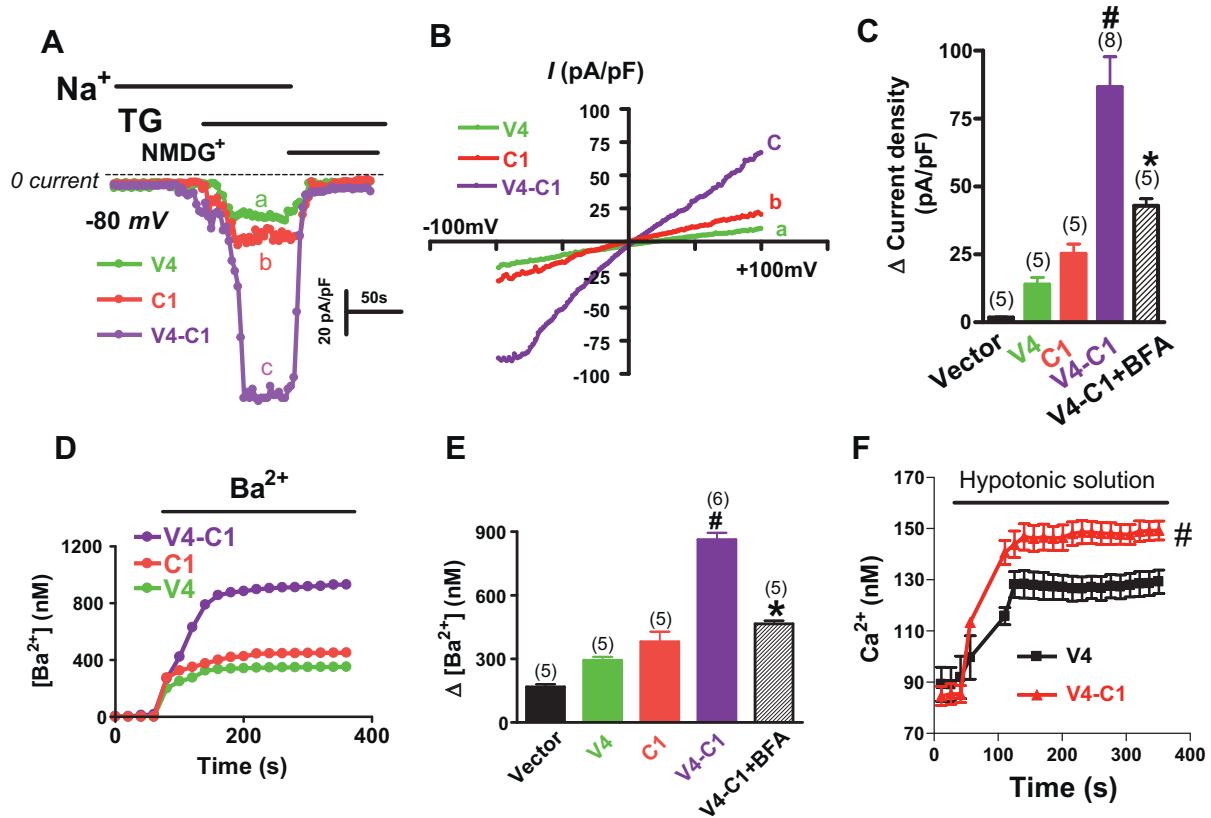 A
Na+
TG
NMDG+
0 current
-80 mV
a
b
c
V4
C1
V4-C1
20 pA/pF
50s
B
I (pA/pF)
V4
C1
V4-C1
100
75
50
25
-25
-50
-75
-100
-100mV
+100mV
C
b
a
C
Δ Current density
(pA/pF)
100
75
50
25
0
(5)
(5)
(5)
#
(8)
*
(5)
Vector
V4
C1
V4-C1
V4-C1+BFA
D
Ba2+
V4-C1
C1
V4
[Ba2+] (nM)
1200
800
400
0
0
200
400
Time (s)
E
Δ [Ba2+] (nM)
900
600
300
0
(5)
(5)
(5)
(6)
#
(5)
*
Vector
V4
C1
V4-C1
V4-C1+BFA
F
Hypotonic solution
Ca2+ (nM)
170
150
130
110
90
70
#
V4
V4-C1
0
100
200
300
400
Time (s)